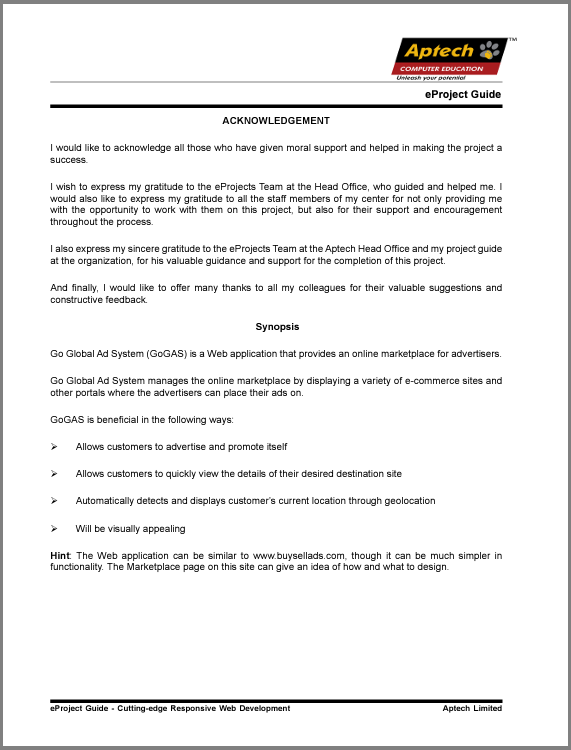 Aptech ™
COMPUTER EDUCATION
Unleash your potential
eProject Guide
ACKNOWLEDGEMENT
I would like to acknowledge all those who have given moral support and helped in making the project a
success.
I wish to express my gratitude to the eProjects Team at the Head Office, who guided and helped me. I
would also like to express my gratitude to all the staff members of my center for not only providing me
with the opportunity to work with them on this project, but also for their support and encouragement
throughout the process.
I also express my sincere gratitude to the eProjects Team at the Aptech Head Office and my project guide
at the organization, for his valuable guidance and support for the completion of this project.
And finally, I would like to offer many thanks to all my colleagues for their valuable suggestions and
constructive feedback.
Synopsis
Go Global Ad System (GoGAS) is a Web application that provides an online marketplace for advertisers.
Go Global Ad System manages the online marketplace by displaying a variety of e-commerce sites and
other portals where the advertisers can place their ads on.
GoGAS is beneficial in the following ways:
➢ Allows customers to advertise and promote itself
➢ Allows customers to quickly view the details of their desired destination site
➢ Automatically detects and displays customer's current location through geolocation
➢ Will be visually appealing
Hint: The Web application can be similar to www.buysellads.com, though it can be much simpler in
functionality. The Marketplace page on this site can give an idea of how and what to design.
eProject Guide - Cutting-edge Responsive Web Development Aptech Limited